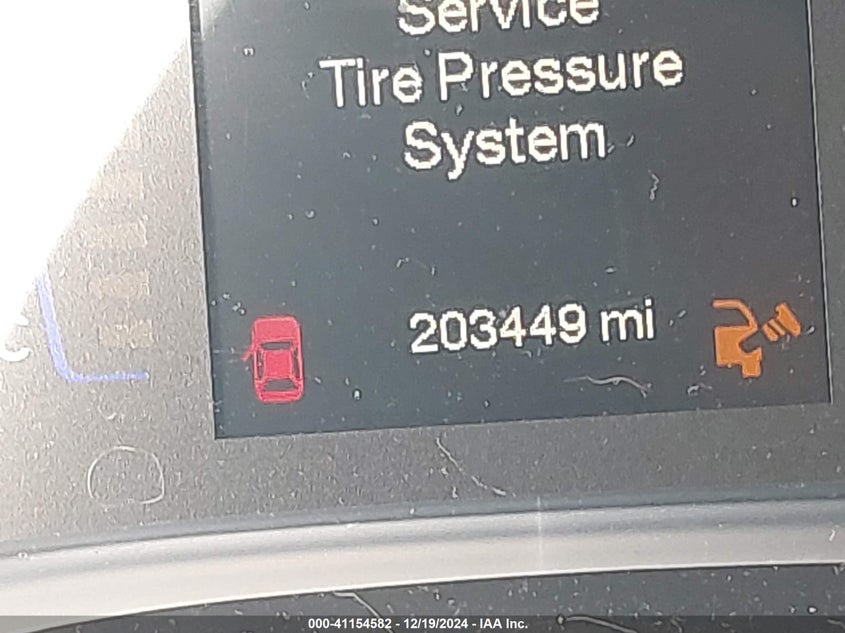 Service
Tire Pressure
System
203449 mi
000-41154582 - 12/19/2024 - IAA Inc.